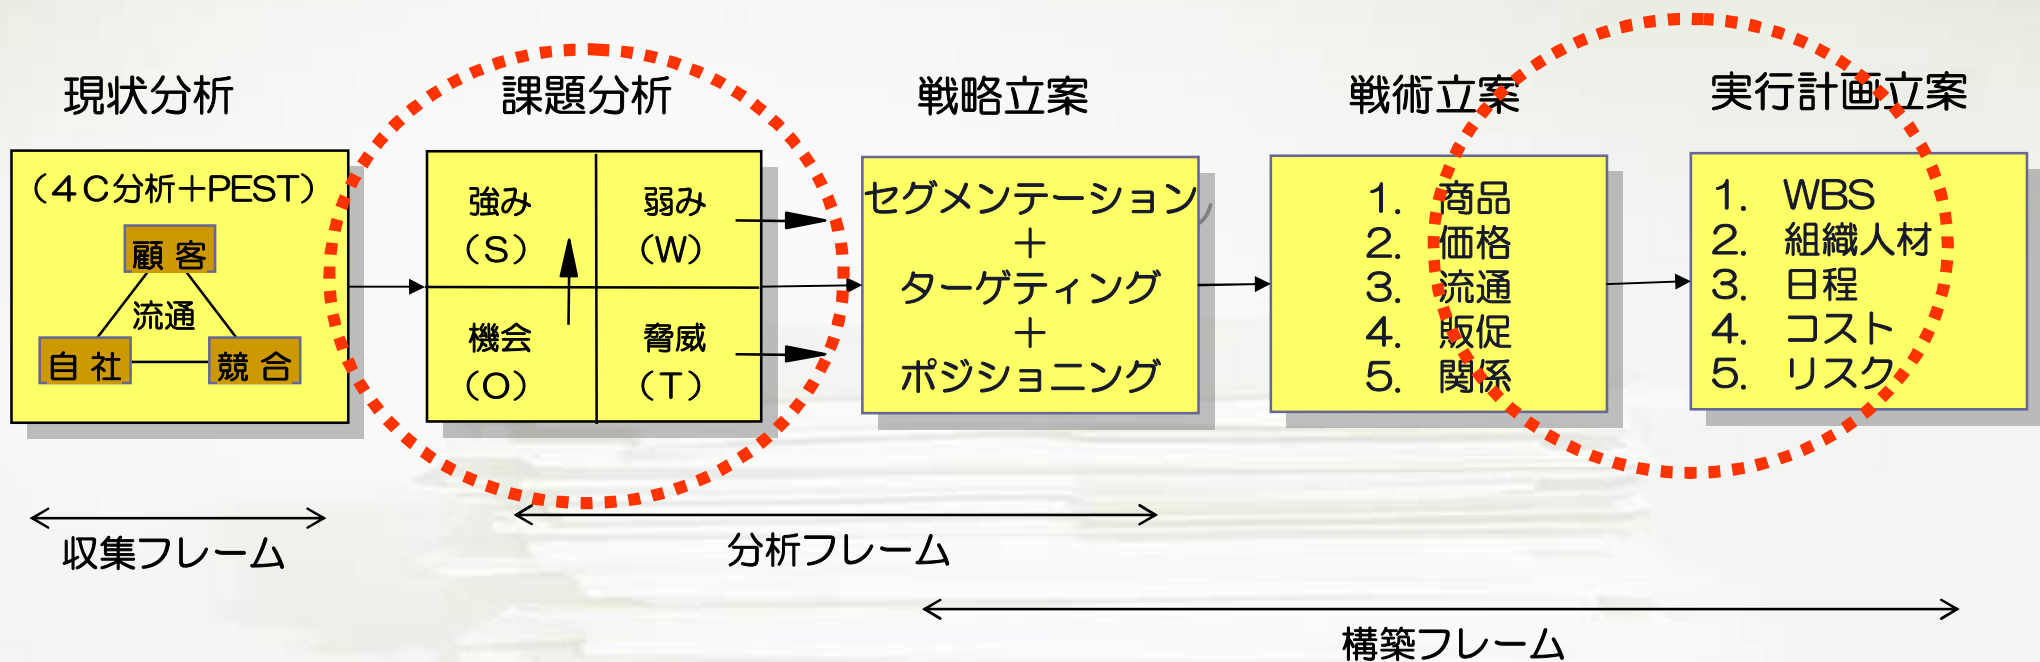 現状分析
課題分析
戦略立案
戦術立案
実行計画立案
（４Ｃ分析＋PEST）
顧 客
流通
自 社
競 合
強み
（Ｓ）
弱み
（W）
機会
（O）
脅威
（Ｔ）
セグメンテーション
＋
ターゲティング
＋
ポジショニング
1. 商品
2. 価格
3. 流通
4. 販促
5. 関係
1. WBS
2. 組織人材
3. 日程
4. コスト
5. リスク
収集フレーム
分析フレーム
構築フレーム